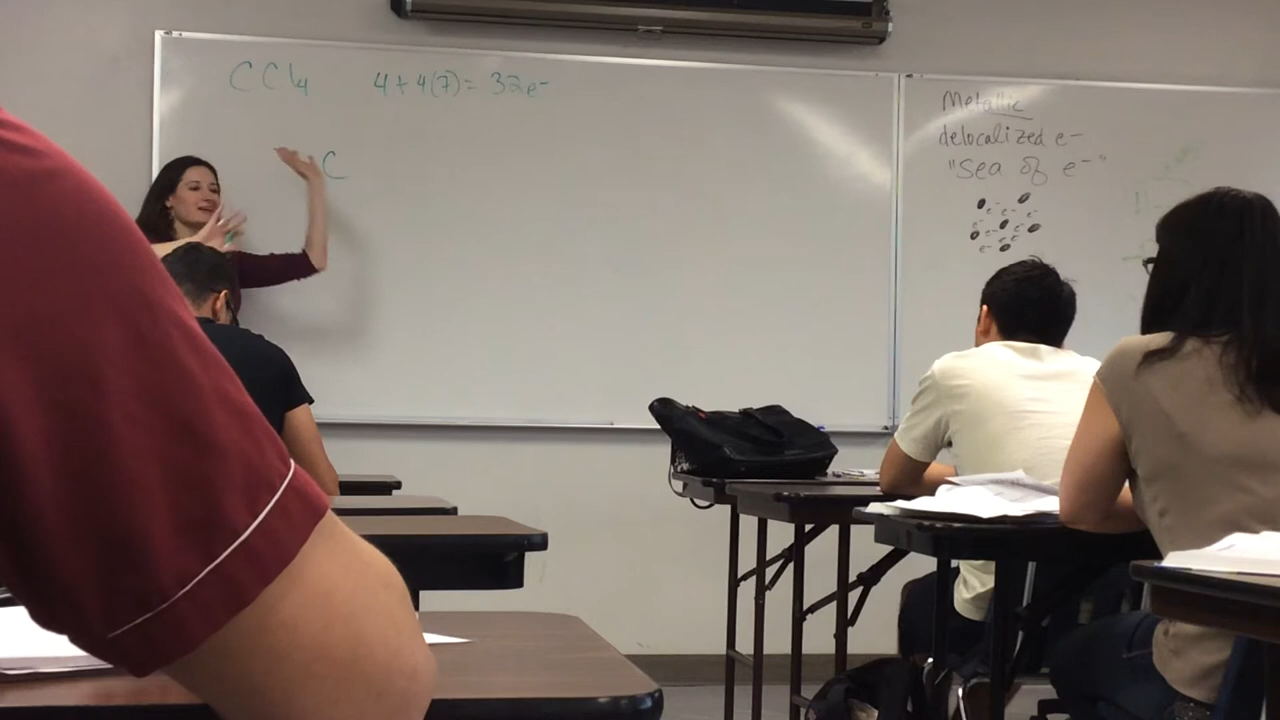 CCl4 4+4(7)= 32e-
C
Metallic
delocalized e-
"sea of e-"
e-
e-
e-
e-
e-
e-
e-